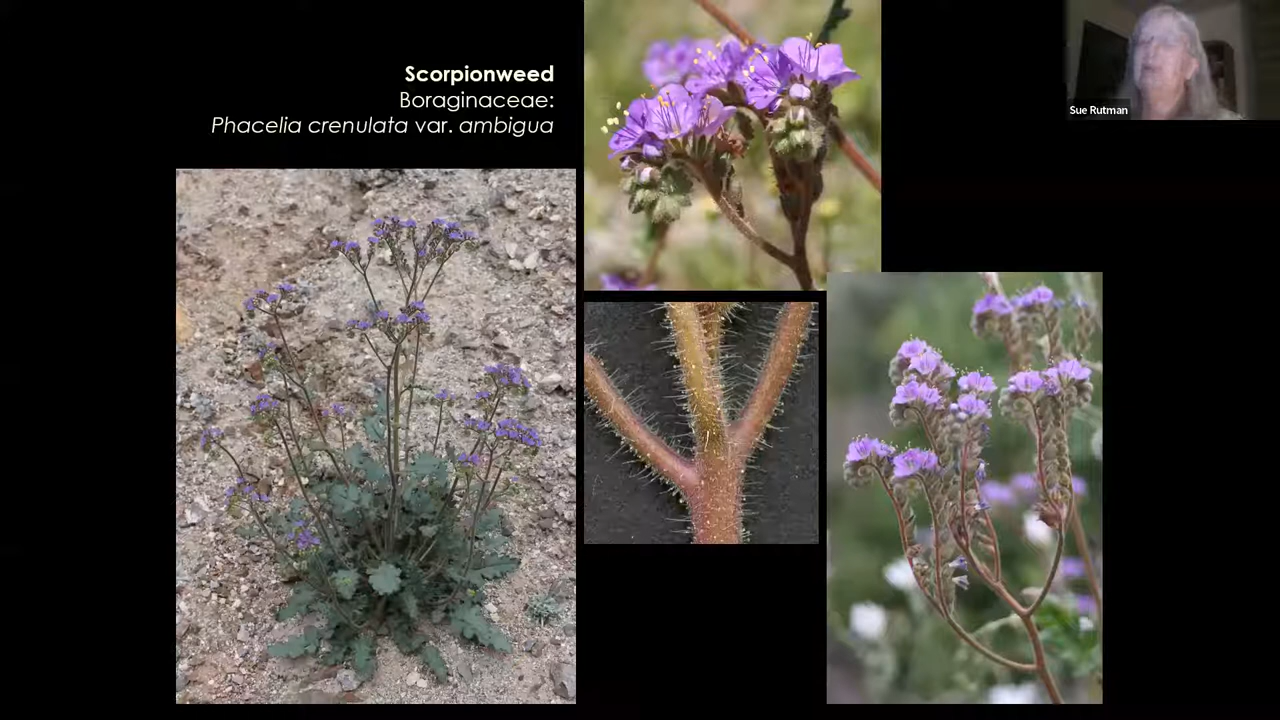 Scorpionweed
Boraginaceae:
Phacelia crenulata var. ambigua
Sue Rutman